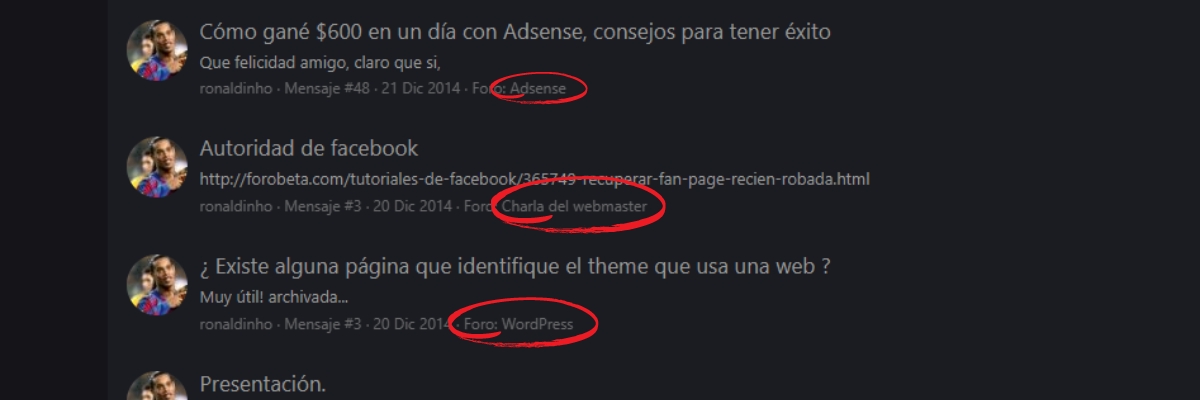 Cómo gané $600 en un día con Adsense, consejos para tener éxito
Que felicidad amigo, claro que si,
ronaldinho · Mensaje #48 · 21 Dic 2014 · Foro: Adsense
Autoridad de facebook
http://forobeta.com/tutoriales-de-facebook/365749-recuperar-fan-page-recien-robada.html
ronaldinho · Mensaje #3 · 20 Dic 2014 · Foro: Charla del webmaster
¿ Existe alguna página que identifique el theme que usa una web ?
Muy útil! archivada...
ronaldinho · Mensaje #3 · 20 Dic 2014 · Foro: WordPress
Presentación.